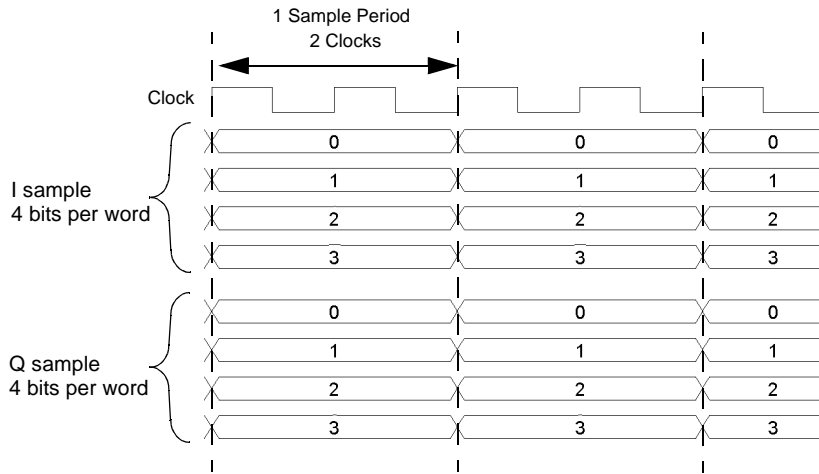 1 Sample Period
2 Clocks
Clock
0 0 0
I sample
4 bits per word
1 1 1
2 2 2
3 3 3
0 0 0
Q sample
4 bits per word
1 1 1
2 2 2
3 3 3